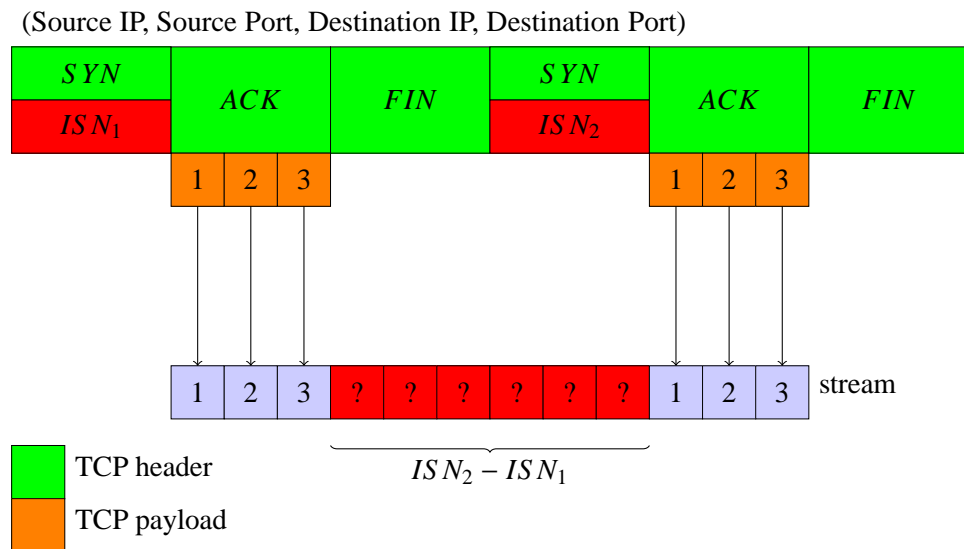 (Source IP, Source Port, Destination IP, Destination Port)
SYN SYN
ACK FIN ACK FIN
ISN₁ ISN₂
1 2 3 1 2 3
1 2 3 ? ? ? ? ? ? 1 2 3 stream
ISN₂ − ISN₁
TCP header
TCP payload